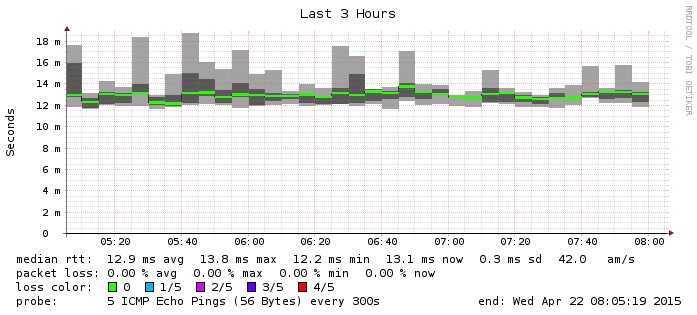 Last 3 Hours
RRDTOOL / TOBI OETIKER
Seconds
18 m
16 m
14 m
12 m
10 m
8 m
6 m
4 m
2 m
0
05:20 05:40 06:00 06:20 06:40 07:00 07:20 07:40 08:00
median rtt: 12.9 ms avg 13.8 ms max 12.2 ms min 13.1 ms now 0.3 ms sd 42.0 am/s
packet loss: 0.00 % avg 0.00 % max 0.00 % min 0.00 % now
loss color: 0 1/5 2/5 3/5 4/5
probe: 5 ICMP Echo Pings (56 Bytes) every 300s end: Wed Apr 22 08:05:19 2015